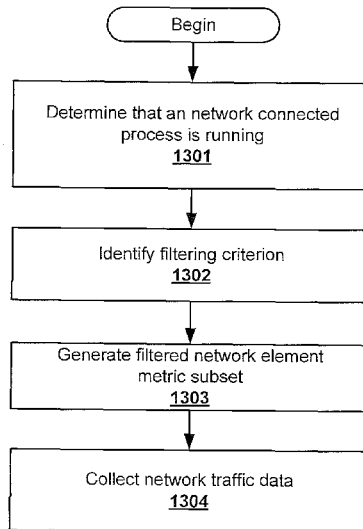 Begin
Determine that an network connected
process is running
1301
Identify filtering criterion
1302
Generate filtered network element
metric subset
1303
Collect network traffic data
1304